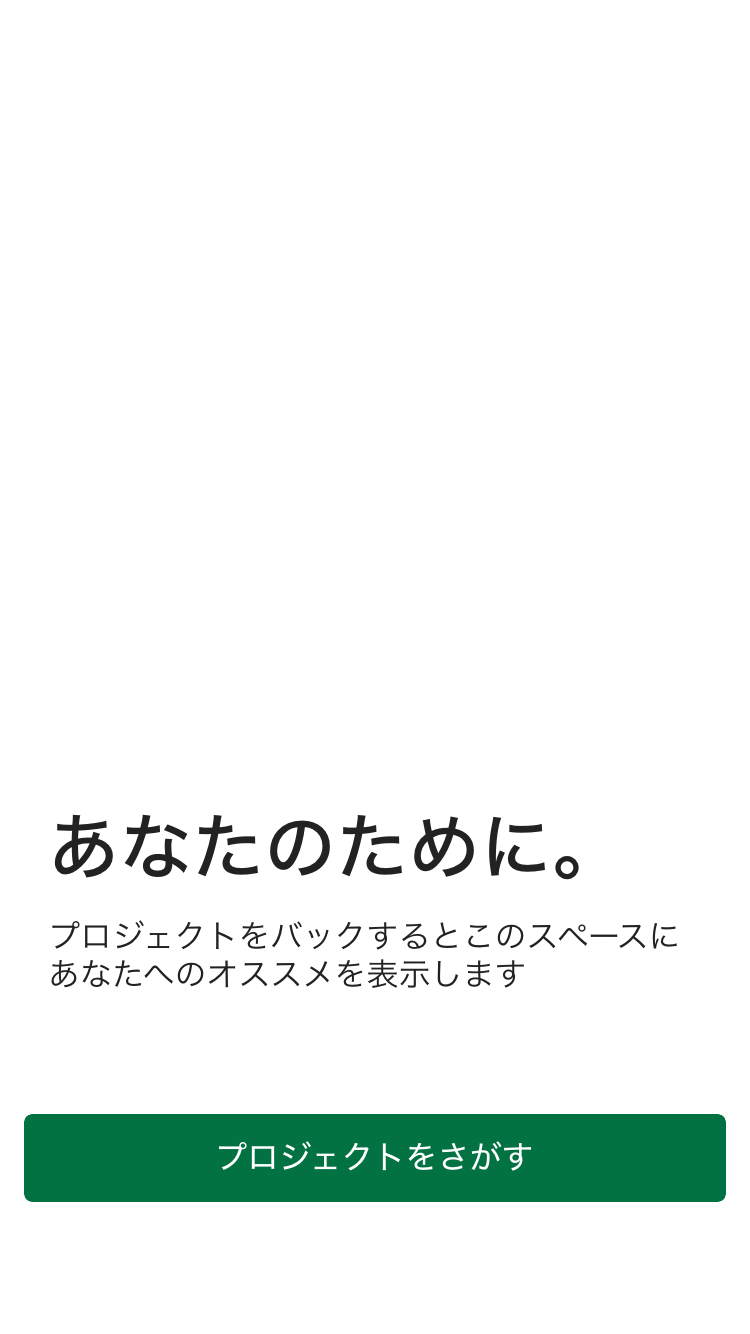 あなたのために。
プロジェクトをバックするとこのスペースに
あなたへのオススメを表示します
プロジェクトをさがす